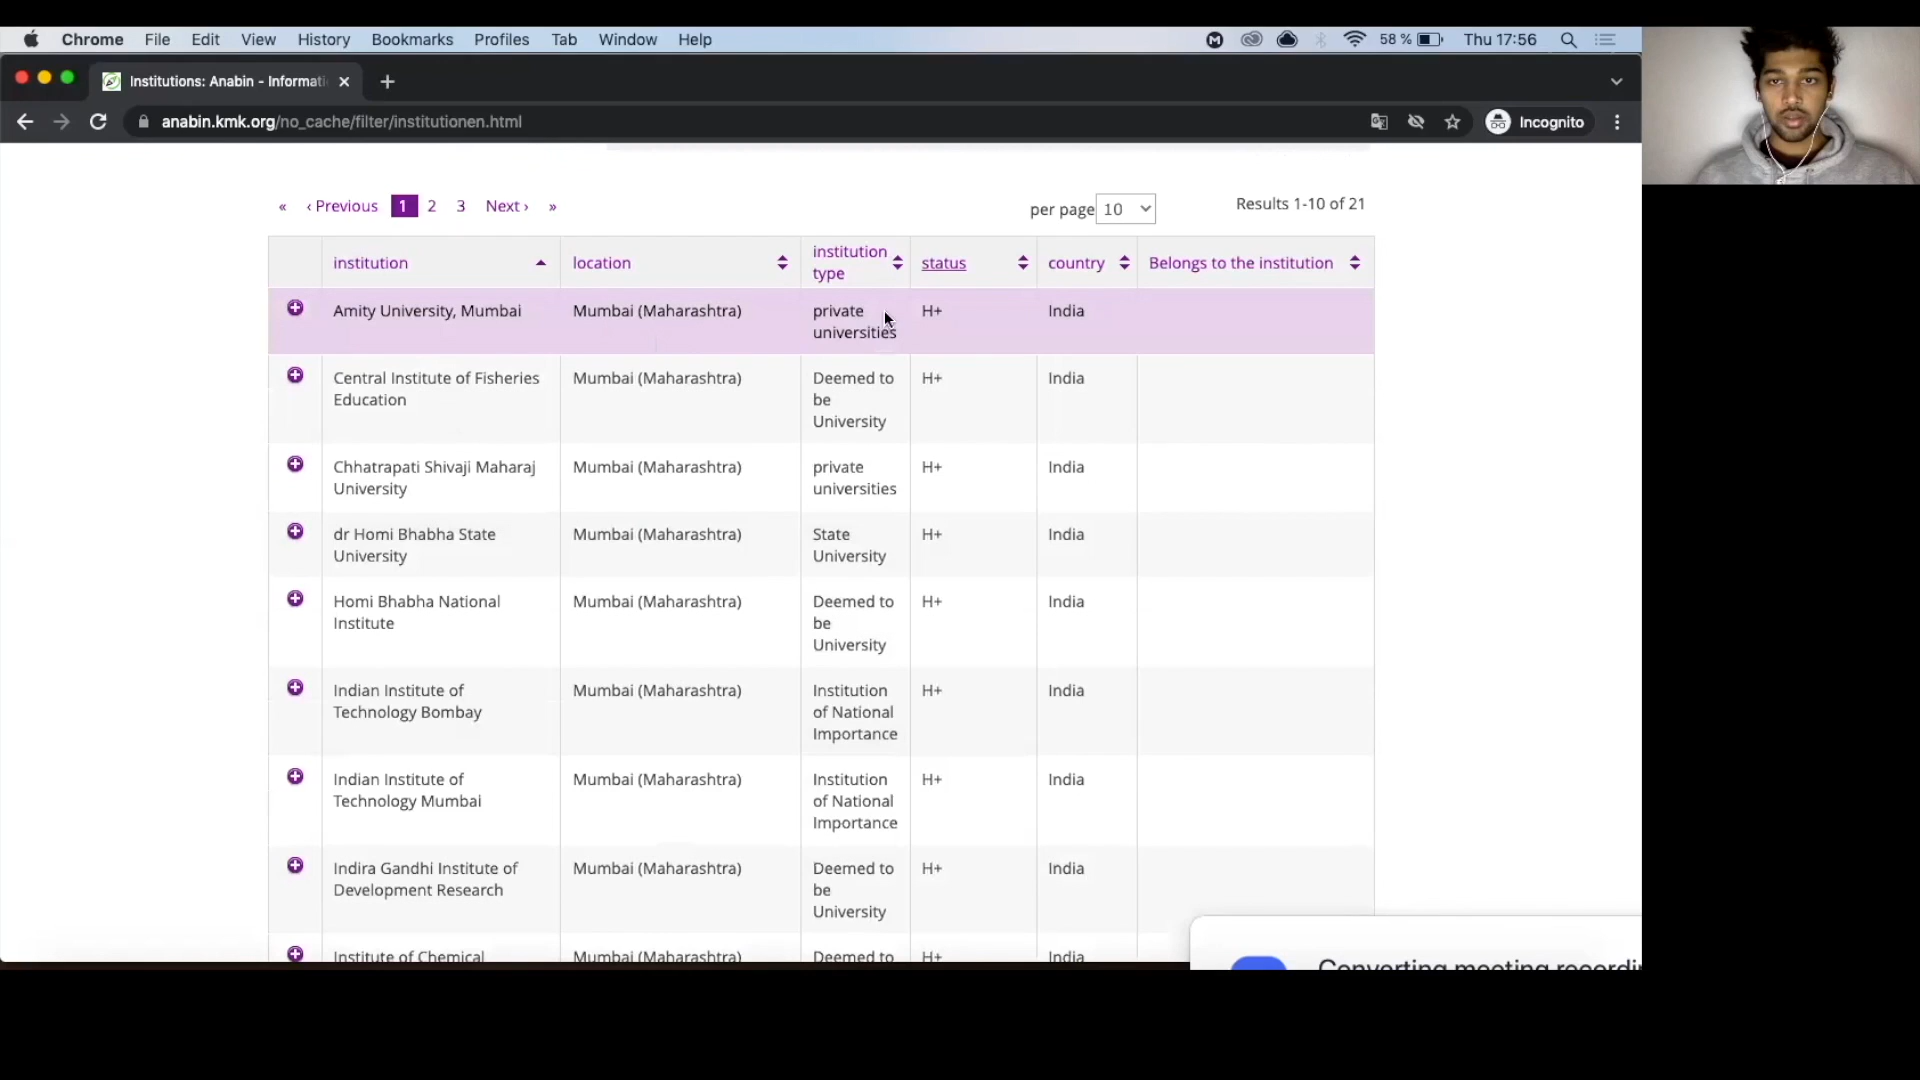 Chrome File Edit View History Bookmarks Profiles Tab Window Help 58 % Thu 17:56
Institutions: Anabin - Informati
anabin.kmk.org/no_cache/filter/institutionen.html Incognito
« ‹ Previous 1 2 3 Next › » per page 10 Results 1-10 of 21
institution location institution type status country Belongs to the institution
Amity University, Mumbai Mumbai (Maharashtra) private H+ India
universities
Central Institute of Fisheries Mumbai (Maharashtra) Deemed to H+ India
Education be
University
Chhatrapati Shivaji Maharaj Mumbai (Maharashtra) private H+ India
University universities
dr Homi Bhabha State Mumbai (Maharashtra) State H+ India
University University
Homi Bhabha National Mumbai (Maharashtra) Deemed to H+ India
Institute be
University
Indian Institute of Mumbai (Maharashtra) Institution H+ India
Technology Bombay of National
Importance
Indian Institute of Mumbai (Maharashtra) Institution H+ India
Technology Mumbai of National
Importance
Indira Gandhi Institute of Mumbai (Maharashtra) Deemed to H+ India
Development Research be
University
Institute of Chemical Mumbai (Maharashtra) Deemed to H+ India
Converting meeting recordi